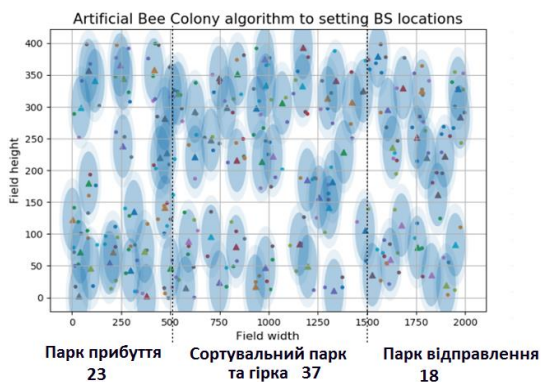 Artificial Bee Colony algorithm to setting BS locations
400
350
300
250
200
150
100
50
0
Field height
0 250 500 750 1000 1250 1500 1750 2000
Field width
Парк прибуття
23
Сортувальний парк
та гірка 37
Парк відправлення
18